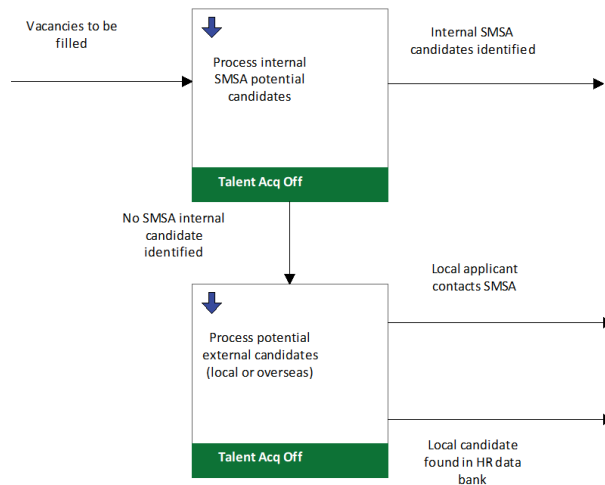 Vacancies to be
filled
Process internal
SMSA potential
candidates
Talent Acq Off
Internal SMSA
candidates identified
No SMSA internal
candidate
identified
Process potential
external candidates
(local or overseas)
Talent Acq Off
Local applicant
contacts SMSA
Local candidate
found in HR data
bank